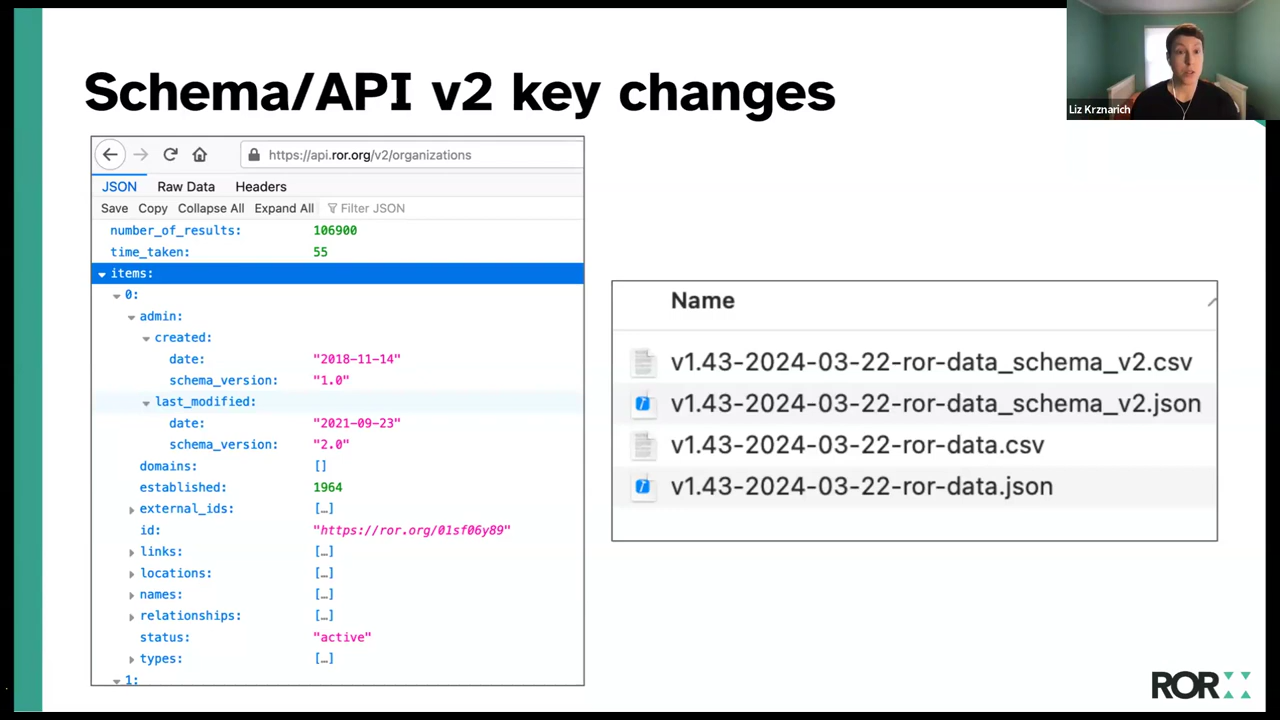 Schema/API v2 key changes
Liz Krznarich
https://api.ror.org/v2/organizations
JSON Raw Data Headers
Save Copy Collapse All Expand All Filter JSON
number_of_results: 106900
time_taken: 55
items:
0:
admin:
created:
date: "2018-11-14"
schema_version: "1.0"
last_modified:
date: "2021-09-23"
schema_version: "2.0"
domains: []
established: 1964
external_ids: […]
id: "https://ror.org/01sf06y89"
links: […]
locations: […]
names: […]
relationships: […]
status: "active"
types: […]
1:
Name
v1.43-2024-03-22-ror-data_schema_v2.csv
v1.43-2024-03-22-ror-data_schema_v2.json
v1.43-2024-03-22-ror-data.csv
v1.43-2024-03-22-ror-data.json
ROR